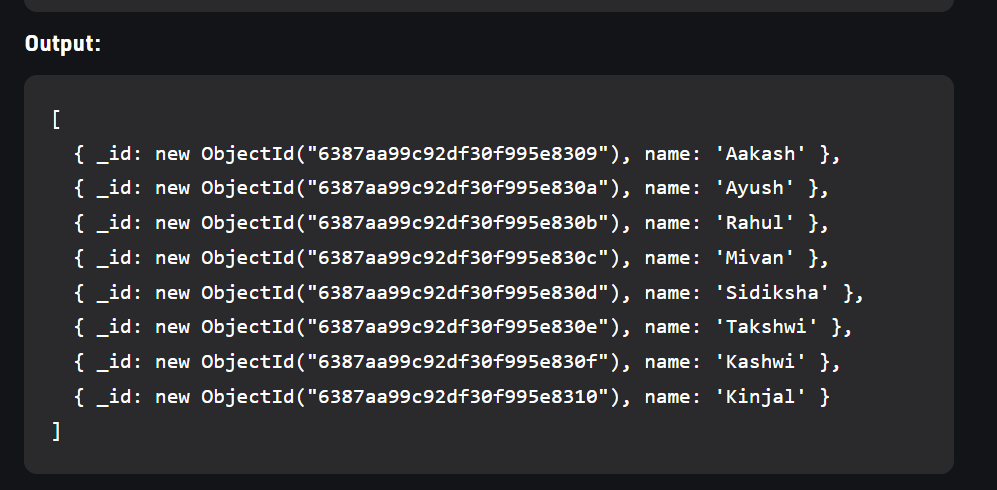 Output:
[
  { _id: new ObjectId("6387aa99c92df30f995e8309"), name: 'Aakash' },
  { _id: new ObjectId("6387aa99c92df30f995e830a"), name: 'Ayush' },
  { _id: new ObjectId("6387aa99c92df30f995e830b"), name: 'Rahul' },
  { _id: new ObjectId("6387aa99c92df30f995e830c"), name: 'Mivan' },
  { _id: new ObjectId("6387aa99c92df30f995e830d"), name: 'Sidiksha' },
  { _id: new ObjectId("6387aa99c92df30f995e830e"), name: 'Takshwi' },
  { _id: new ObjectId("6387aa99c92df30f995e830f"), name: 'Kashwi' },
  { _id: new ObjectId("6387aa99c92df30f995e8310"), name: 'Kinjal' }
]